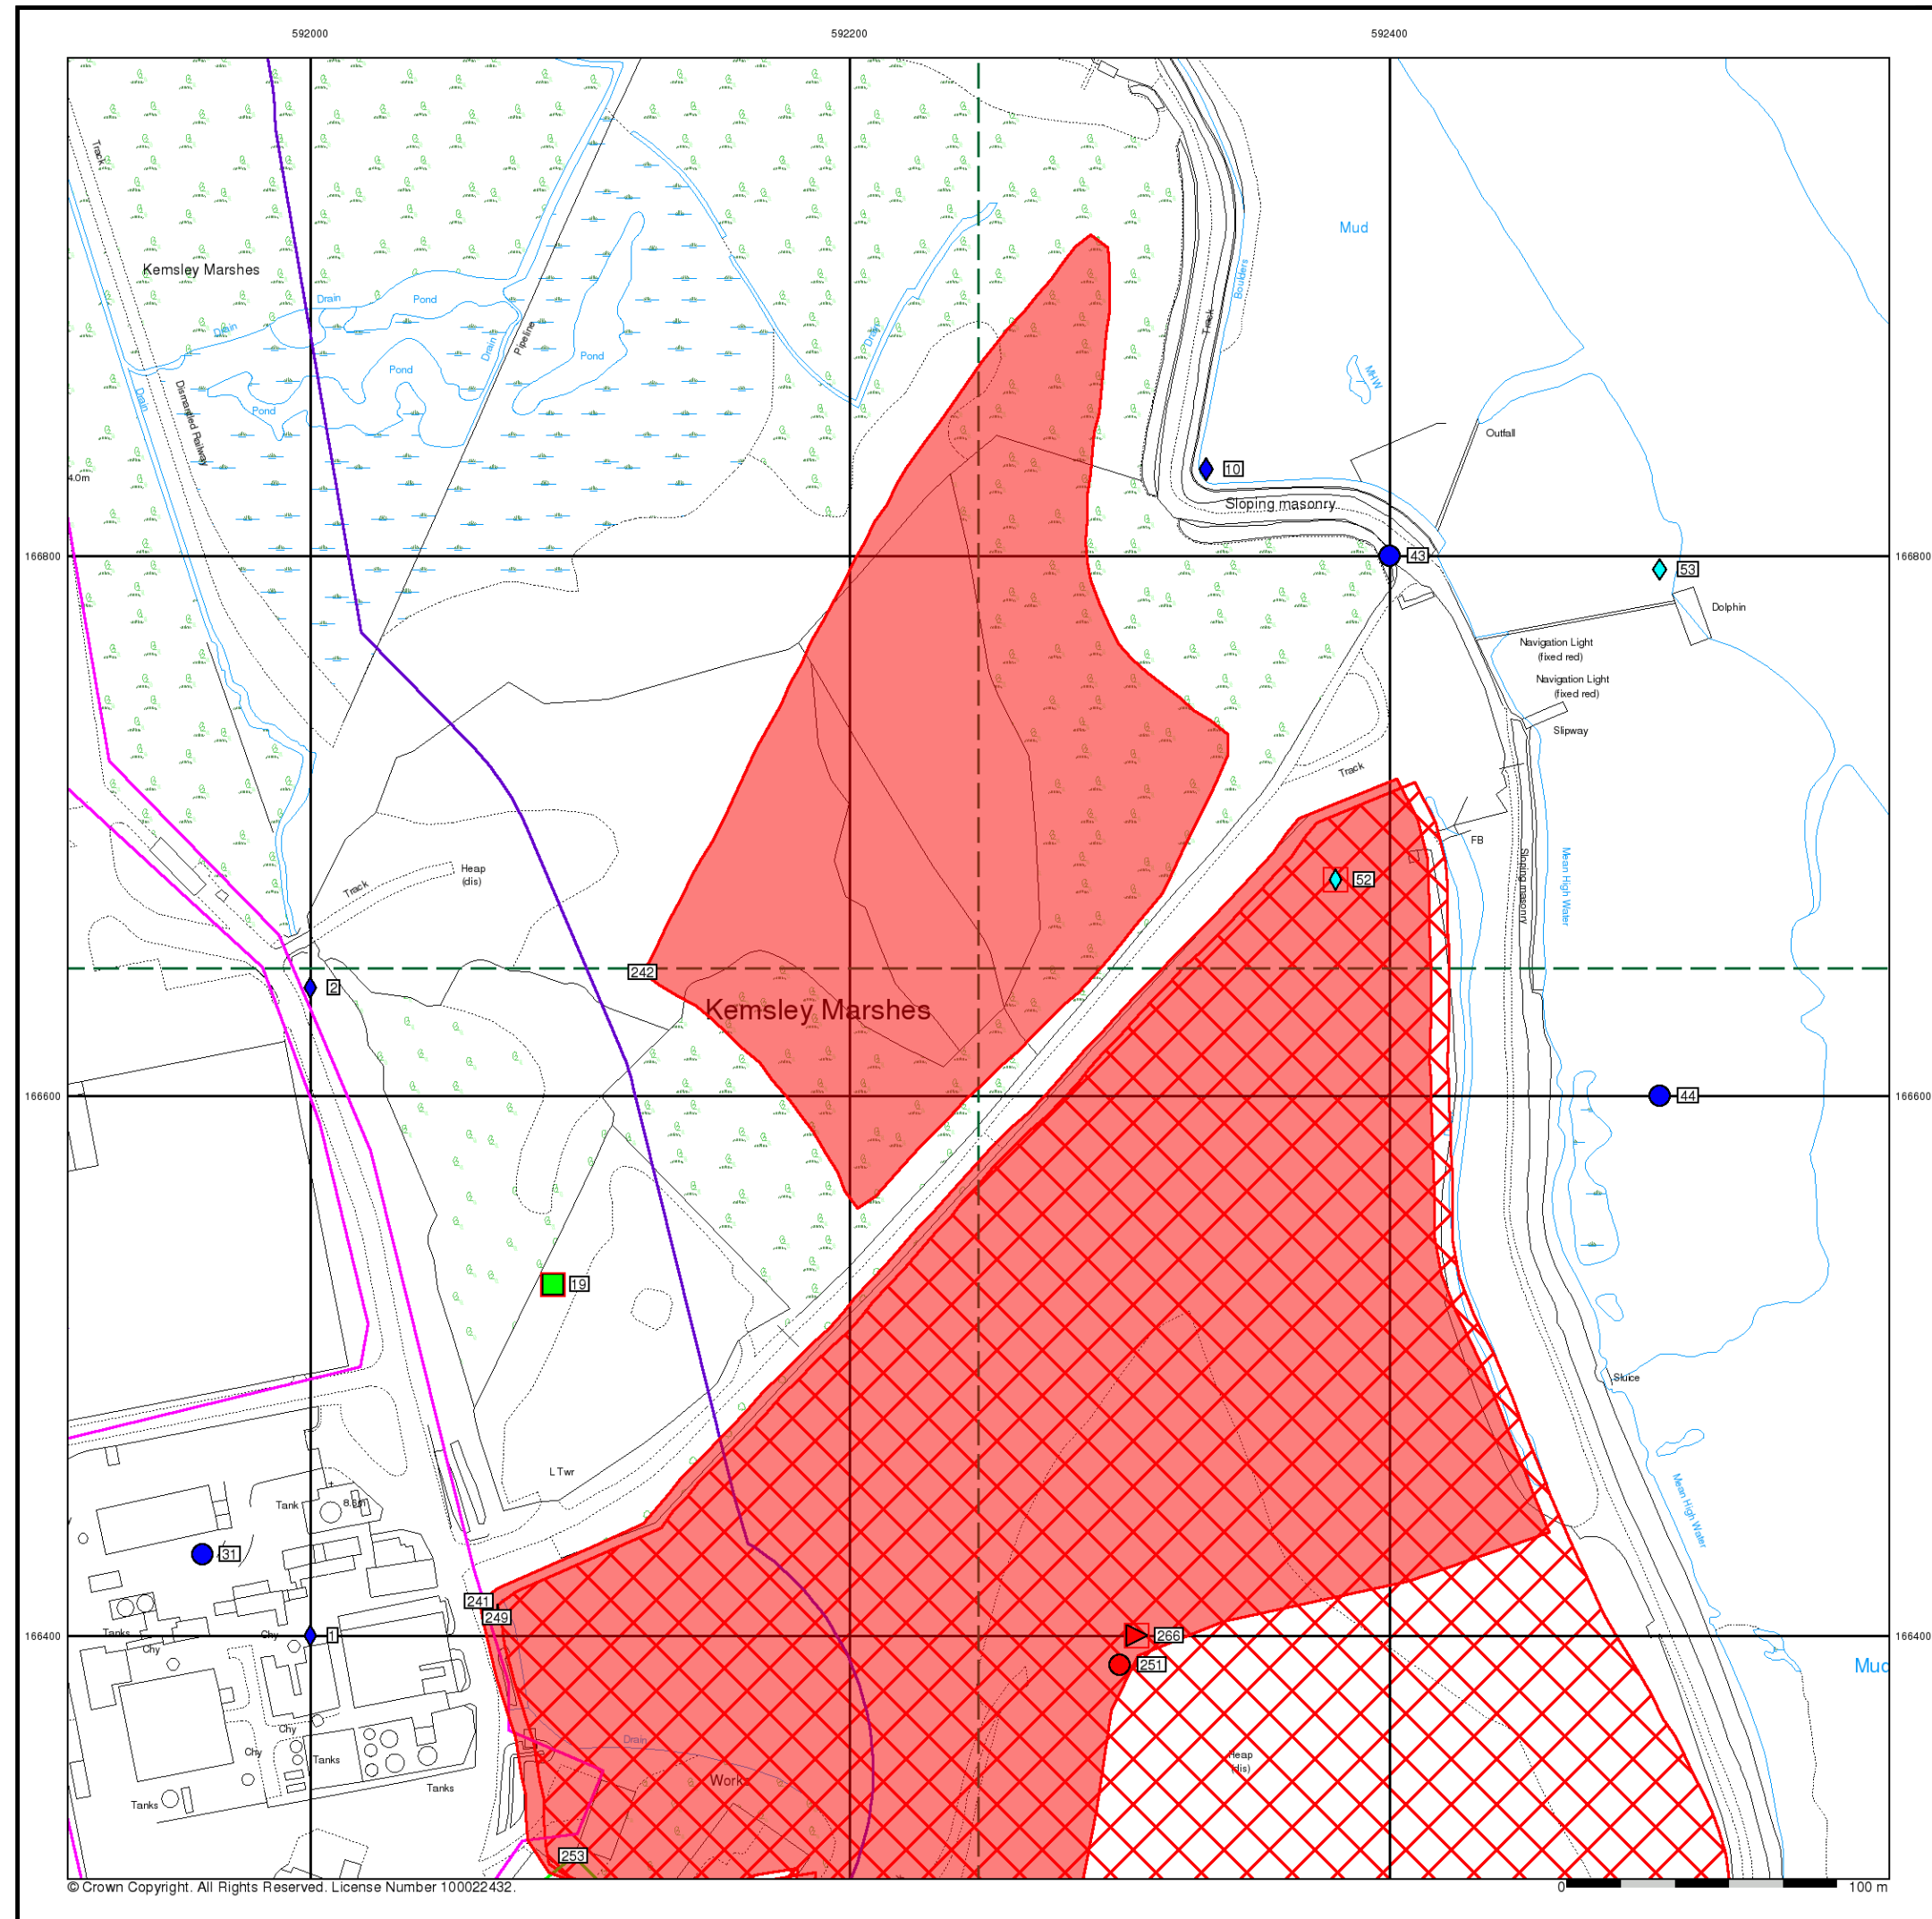 592000
592200
592400
Track
Kemsley Marshes
Mud
Drain
Pond
Boulders
Drain
Track
Pipeline
Drain
Drain
Pond
Pond
MHW
Drain
Dismantled Railway
Pond
Outfall
10
4.0m
Sloping masonry
166800
43
166800
53
Dolphin
Navigation Light
(fixed red)
Navigation Light
(fixed red)
Slipway
Track
FB
Heap
(dis)
Track
52
Sloping masonry
Mean High Water
242
2
Kemsley Marshes
166600
44
166600
19
Sluice
L Twr
Tank
Mean High Water
31
241
249
166400
Tanks
Chy
Chy
1
266
166400
251
Mud
Chy
Drain
Chy
Tanks
Heap
(dis)
Works
Tanks
Tanks
253
© Crown Copyright. All Rights Reserved. License Number 100022432.
0
100 m